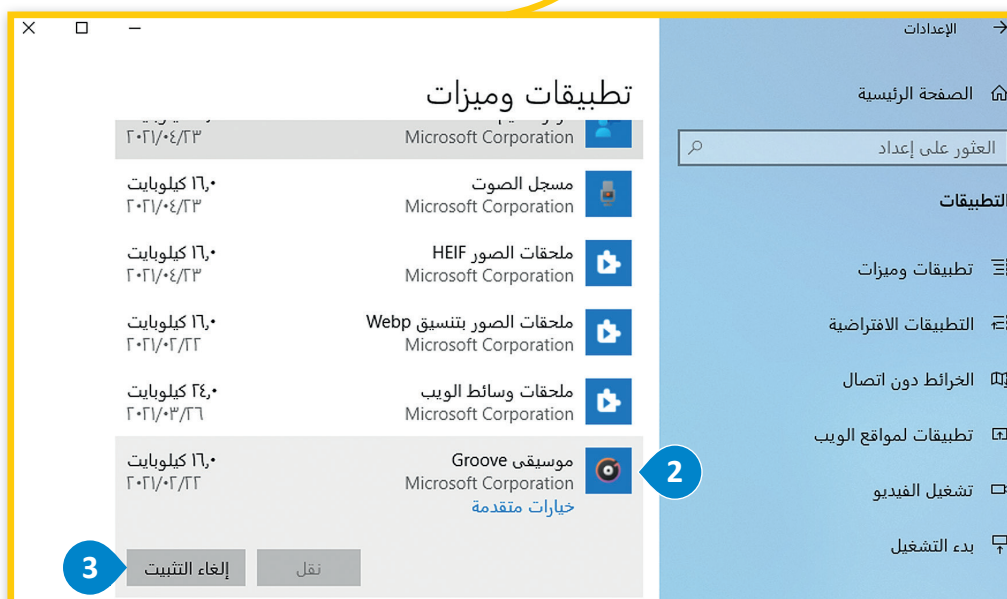 الإعدادات
الصفحة الرئيسية
العثور على إعداد
التطبيقات
تطبيقات وميزات
التطبيقات الافتراضية
الخرائط دون اتصال
تطبيقات لمواقع الويب
تشغيل الفيديو
بدء التشغيل
تطبيقات وميزات
Microsoft Corporation ٢٠٢١/٠٤/٢٣
مسجل الصوت ١٦,٠ كيلوبايت
Microsoft Corporation ٢٠٢١/٠٤/٢٣
ملحقات الصور HEIF ١٦,٠ كيلوبايت
Microsoft Corporation ٢٠٢١/٠٤/٢٣
ملحقات الصور بتنسيق Webp ١٦,٠ كيلوبايت
Microsoft Corporation ٢٠٢١/٠٢/٢٢
ملحقات وسائط الويب ٢٤,٠ كيلوبايت
Microsoft Corporation ٢٠٢١/٠٣/٢٦
موسيقى Groove ١٦,٠ كيلوبايت
Microsoft Corporation ٢٠٢١/٠٢/٢٢
خيارات متقدمة
2
نقل إلغاء التثبيت
3